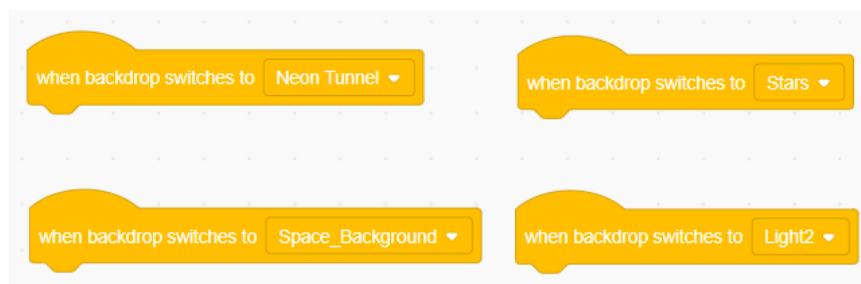 when backdrop switches to Neon Tunnel
when backdrop switches to Stars
when backdrop switches to Space_Background
when backdrop switches to Light2